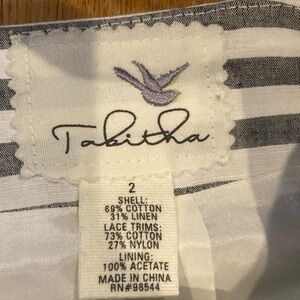 Tabitha
2
SHELL:
69% COTTON
31% LINEN
LACE TRIMS:
73% COTTON
27% NYLON
LINING:
100% ACETATE
MADE IN CHINA
RN#98544